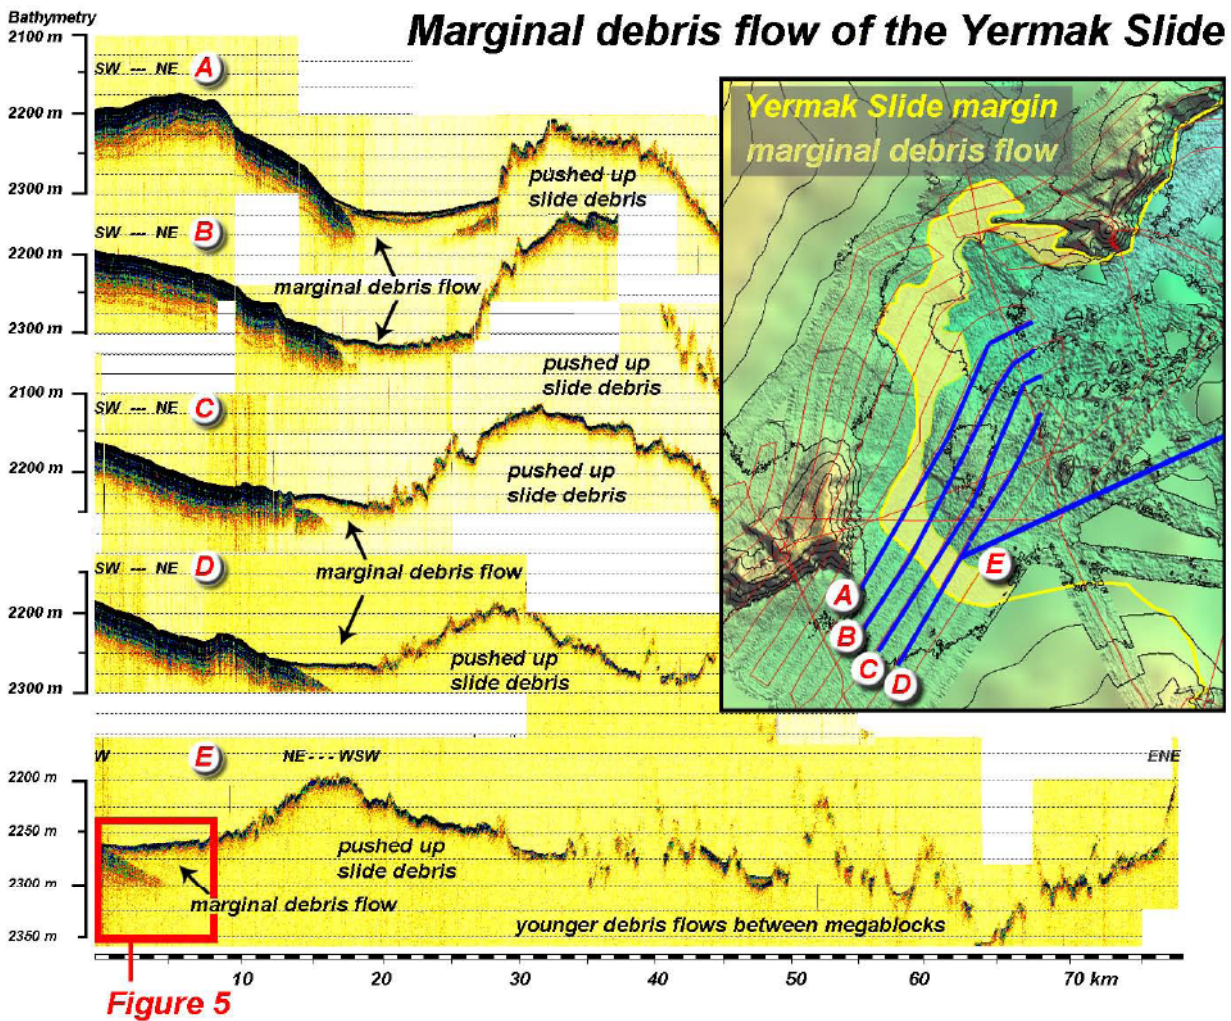 Bathymetry
Marginal debris flow of the Yermak Slide
2100 m
SW --- NE A
2200 m
pushed up
slide debris
2300 m
SW --- NE B
2200 m
marginal debris flow
2300 m
pushed up
slide debris
2100 m
SW --- NE C
2200 m
pushed up
slide debris
SW --- NE D
marginal debris flow
2200 m
pushed up
slide debris
2300 m
Yermak Slide margin
marginal debris flow
E
A
B
C
D
W
E
NE --- WSW
ENE
2200 m
2250 m
pushed up
slide debris
2300 m
marginal debris flow
younger debris flows between megablocks
2350 m
10 20 30 40 50 60 70 km
Figure 5